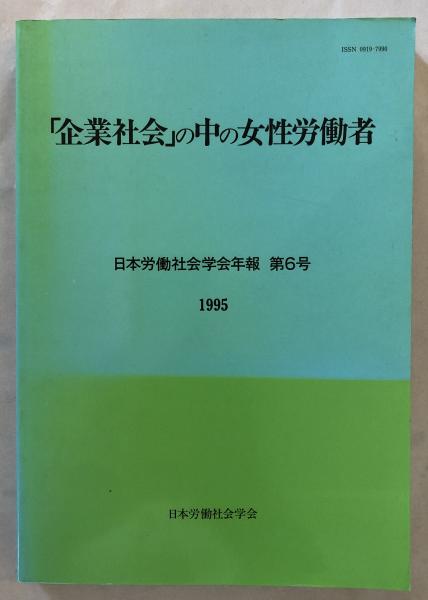 ISSN 0919-7990
「企業社会」の中の女性労働者
日本労働社会学会年報 第6号
1995
日本労働社会学会